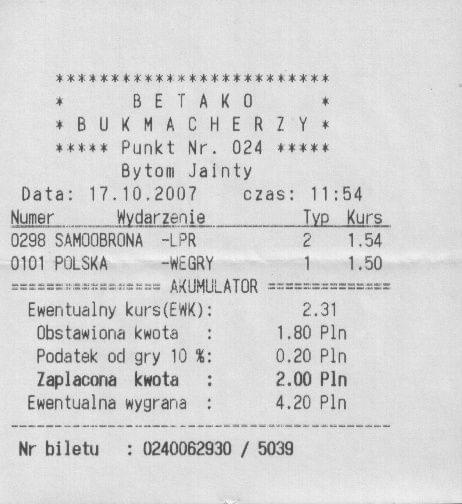 *************************
* BETAKO *
* BUKMACHERZY *
***** Punkt Nr. 024 *****
Bytom Jainty
Data: 17.10.2007 czas: 11:54
Numer Wydarzenie Typ Kurs
0298 SAMOOBRONA -LPR 2 1.54
0101 POLSKA -WEGRY 1 1.50
================= AKUMULATOR ==============
Ewentualny kurs(EWK): 2.31
Obstawiona kwota : 1.80 Pln
Podatek od gry 10 %: 0.20 Pln
Zaplacona kwota : 2.00 Pln
Ewentualna wygrana : 4.20 Pln
-------------------------------------------
Nr biletu : 0240062930 / 5039